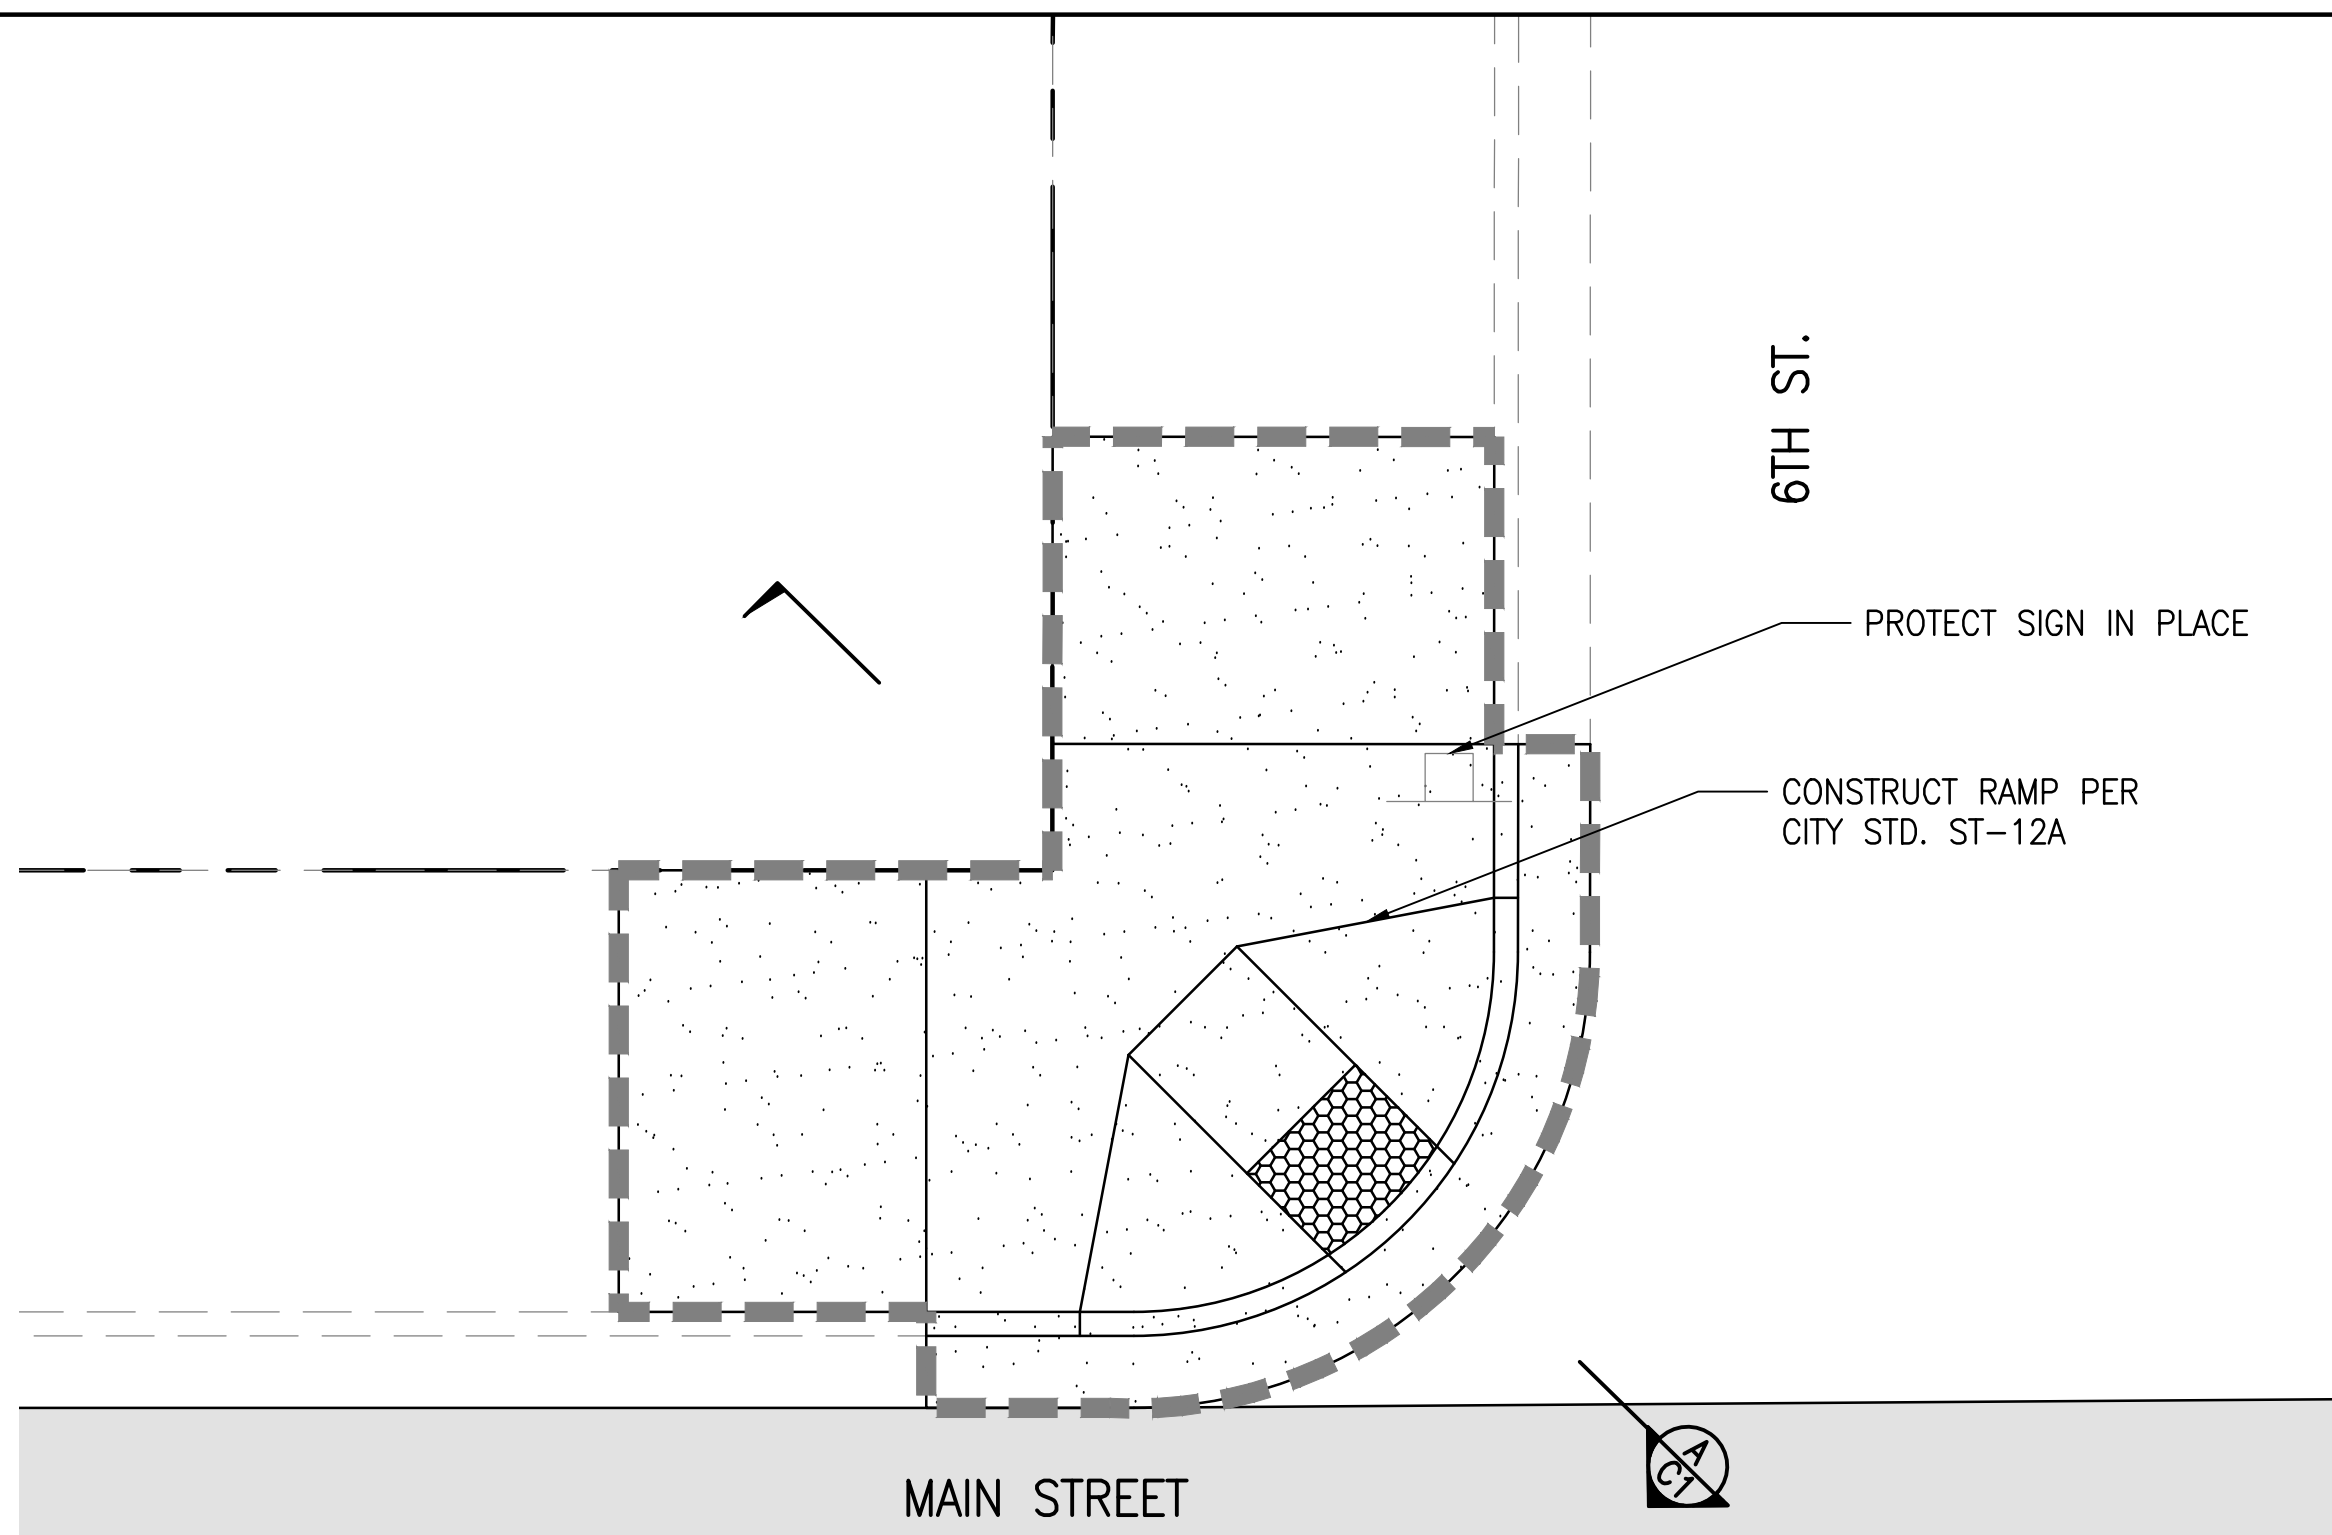 6TH ST.
PROTECT SIGN IN PLACE
CONSTRUCT RAMP PER
CITY STD. ST-12A
MAIN STREET
A
C1